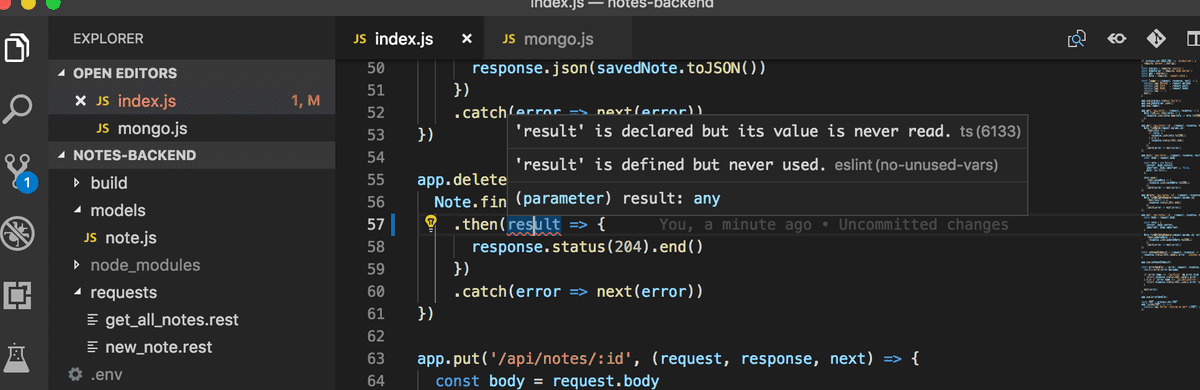 index.js — notes-backend
EXPLORER
OPEN EDITORS
JS index.js 1, M
JS mongo.js
NOTES-BACKEND
build
models
JS note.js
node_modules
requests
get_all_notes.rest
new_note.rest
.env
1
JS index.js JS mongo.js
50 response.json(savedNote.toJSON())
51 })
52 .catch(error => next(error))
53 })
54
55 app.delete
56 Note.fin
57 .then(result => { You, a minute ago • Uncommitted changes
58 response.status(204).end()
59 })
60 .catch(error => next(error))
61 })
62
63 app.put('/api/notes/:id', (request, response, next) => {
64 const body = request.body
'result' is declared but its value is never read. ts(6133)
'result' is defined but never used. eslint(no-unused-vars)
(parameter) result: any